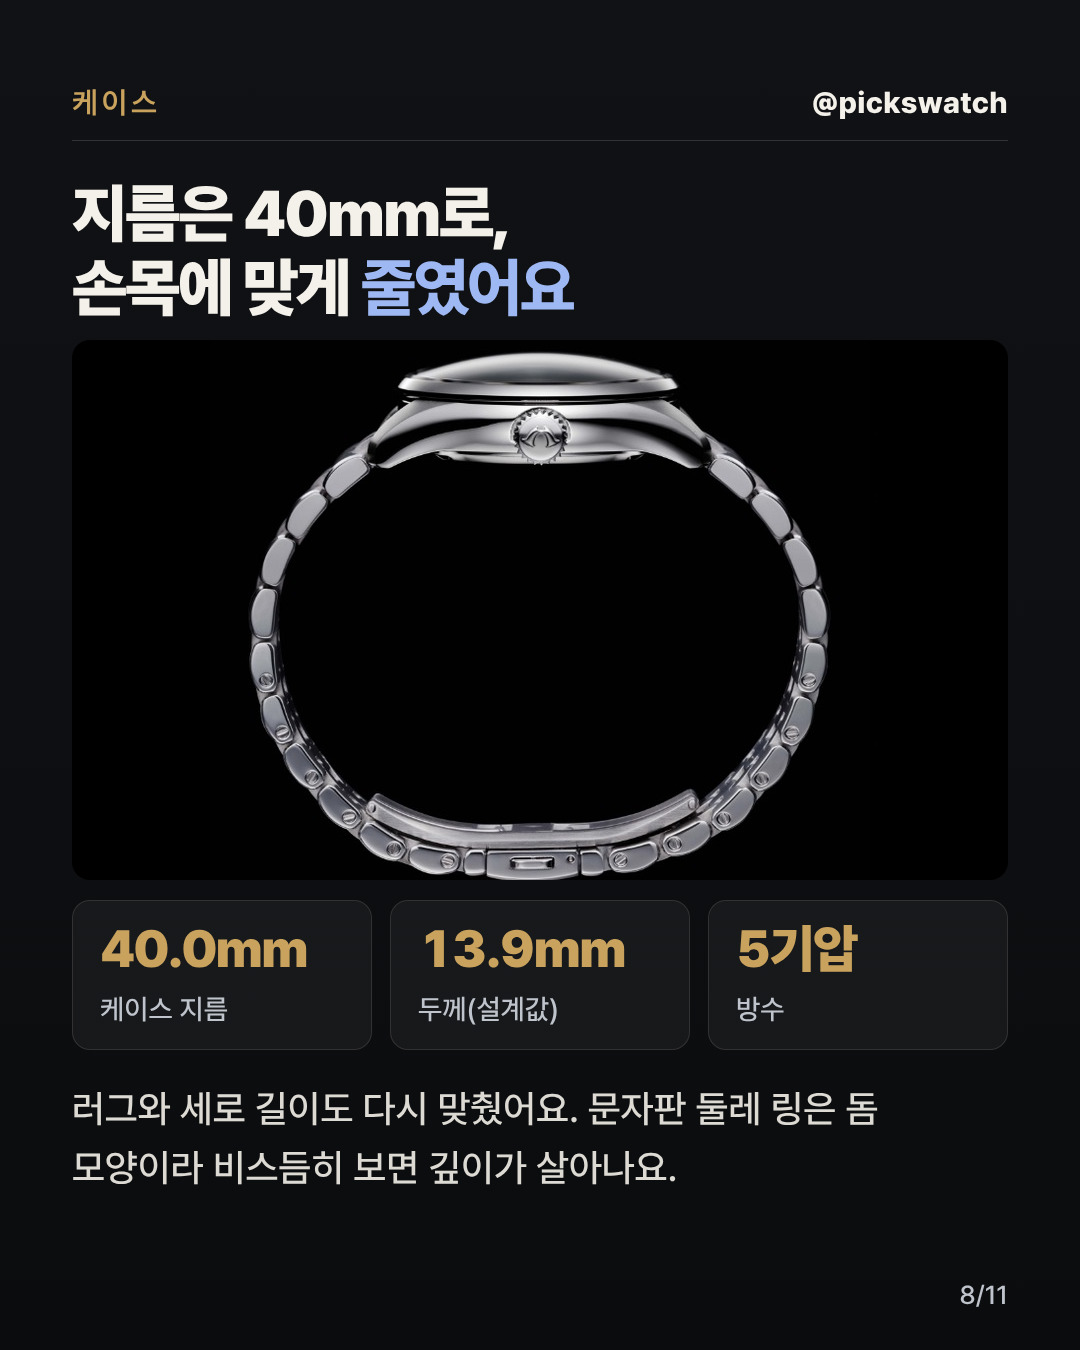 케이스
@pickswatch
지름은 40mm로,
손목에 맞게 줄였어요
40.0mm
케이스 지름
13.9mm
두께(설계값)
5기압
방수
러그와 세로 길이도 다시 맞췄어요. 문자판 둘레 링은 돔
모양이라 비스듬히 보면 깊이가 살아나요.
8/11